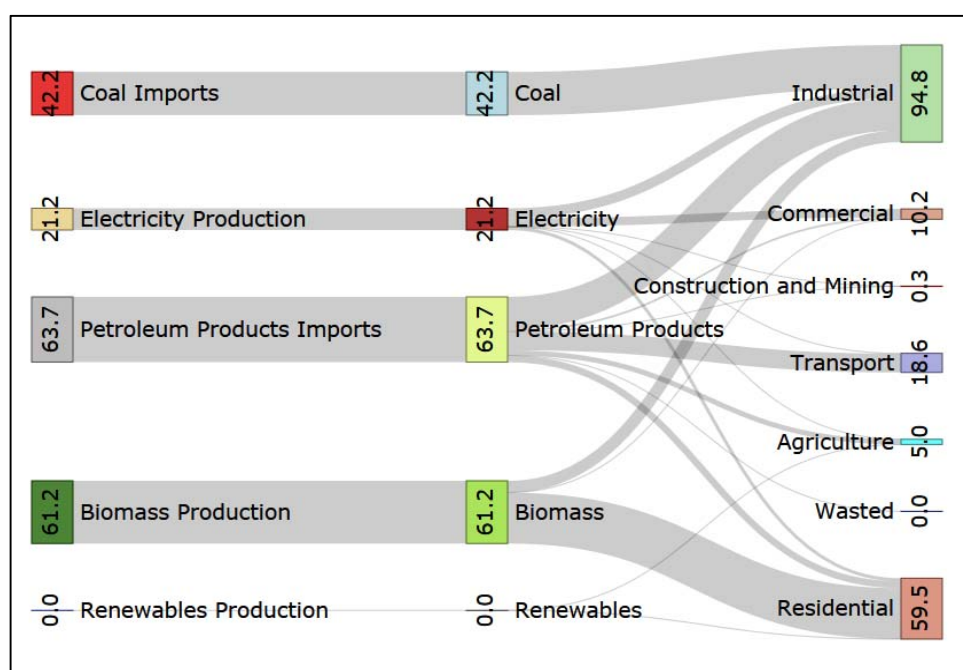 42.2 Coal Imports
42.2 Coal
Industrial 94.8
21.2 Electricity Production
21.2 Electricity
Commercial 10.2
Construction and Mining 0.3
63.7 Petroleum Products Imports
63.7 Petroleum Products
Transport 18.6
Agriculture 5.0
61.2 Biomass Production
61.2 Biomass
Wasted 0.0
0.0 Renewables Production
0.0 Renewables
Residential 59.5